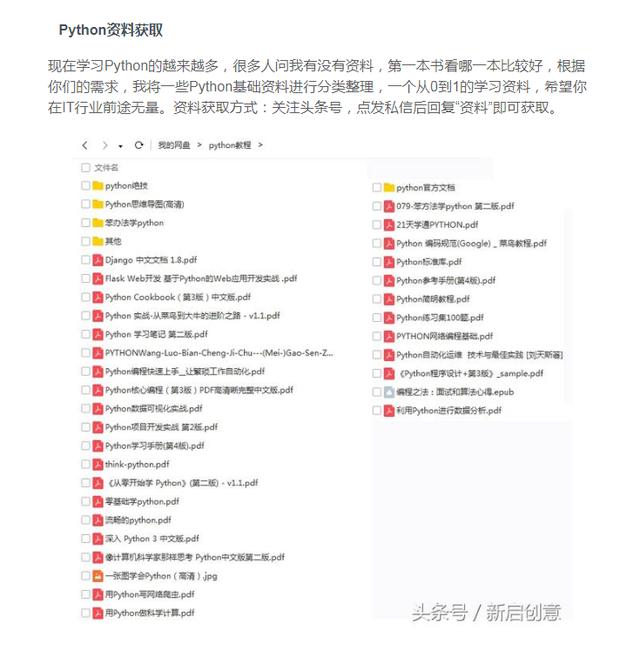 Python资料获取
现在学习Python的越来越多，很多人问我有没有资料，第一本书看哪一本比较好，根据
你们的需求，我将一些Python基础资料进行分类整理，一个从0到1的学习资料，希望你
在IT行业前途无量。资料获取方式：关注头条号，点发私信后回复“资料”即可获取。
我的网盘 > python教程 >
文件名
python绝技
Python思维导图(高清)
笨办法学python
其他
Django 中文文档 1.8.pdf
Flask Web开发 基于Python的Web应用开发实战 .pdf
Python Cookbook（第3版）中文版.pdf
Python 实战-从菜鸟到大牛的进阶之路 - v1.1.pdf
Python 学习笔记 第二版.pdf
PYTHONWang-Luo-Bian-Cheng-Ji-Chu---(Mei-)Gao-Sen-Z...
Python编程快速上手__让繁琐工作自动化.pdf
Python核心编程（第3版）PDF高清晰完整中文版.pdf
Python数据可视化实战.pdf
Python项目开发实战 第2版.pdf
Python学习手册(第4版).pdf
think-python.pdf
《从零开始学 Python》(第二版) - v1.1.pdf
零基础学python.pdf
流畅的python.pdf
深入 Python 3 中文版.pdf
像计算机科学家那样思考 Python中文版第二版.pdf
一张图学会Python（高清）.jpg
用Python写网络爬虫.pdf
用Python做科学计算.pdf
python官方文档
079-笨方法学python 第二版.pdf
21天学通PYTHON.pdf
Python 编码规范(Google) _ 菜鸟教程.pdf
Python标准库.pdf
Python参考手册(第4版).pdf
Python简明教程.pdf
Python练习集100题.pdf
PYTHON网络编程基础.pdf
Python自动化运维 技术与最佳实践 [刘天斯著]
《Python程序设计+第3版》_sample.pdf
编程之法：面试和算法心得.epub
利用Python进行数据分析.pdf
头条号 / 新启创意